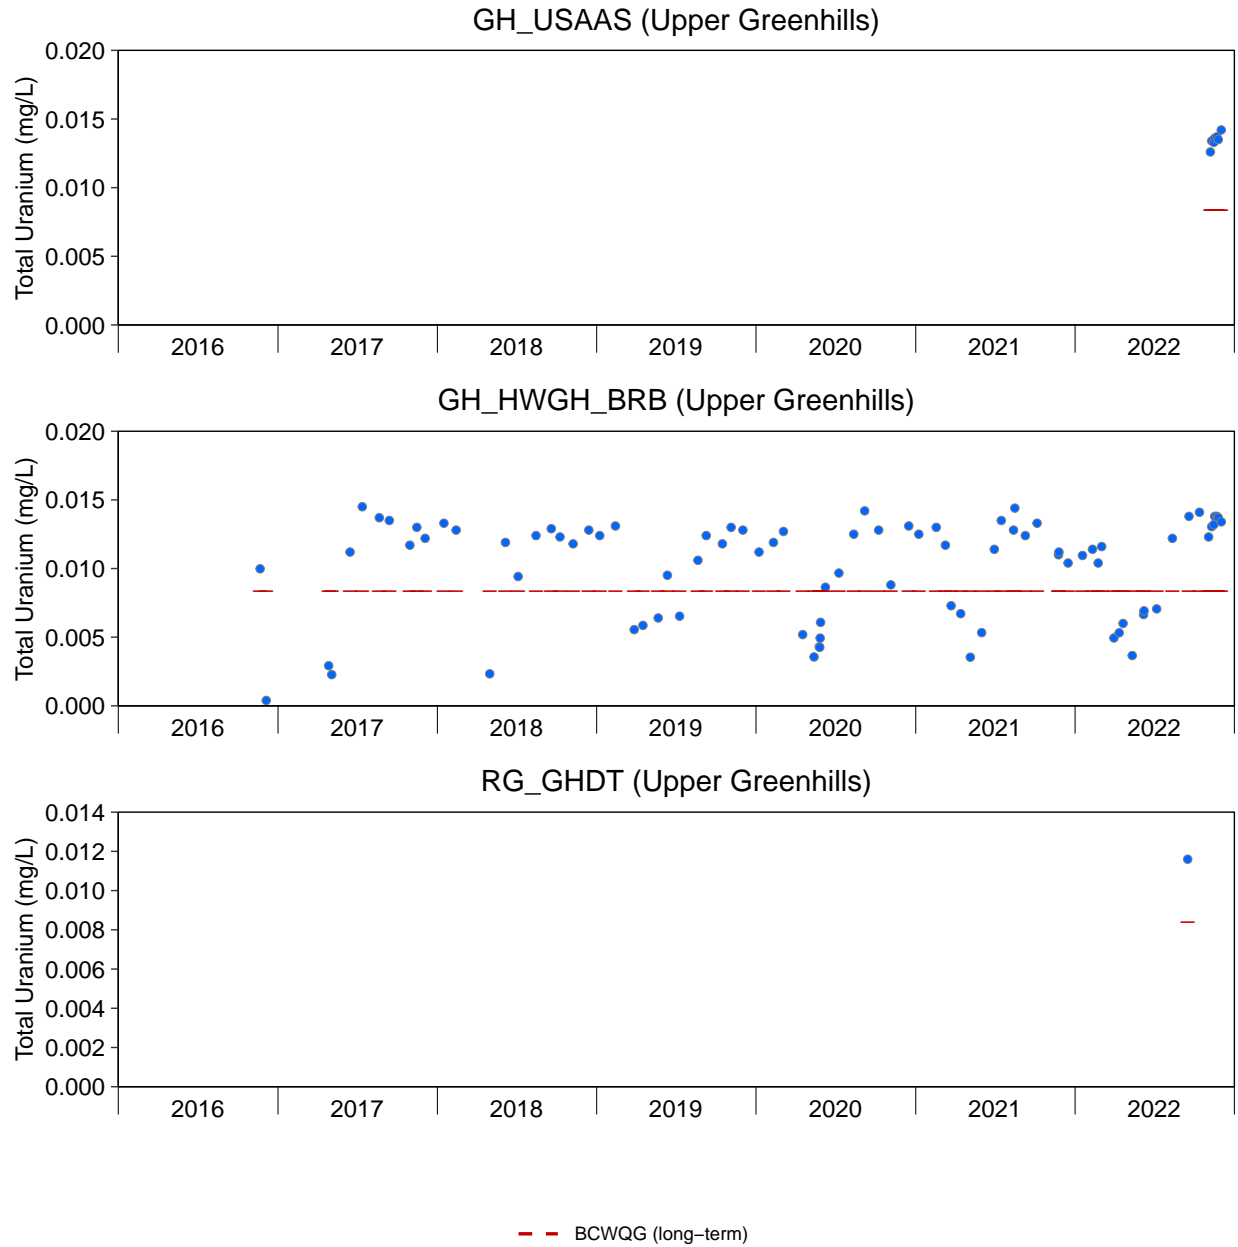 GH_USAAS (Upper Greenhills)
Total Uranium (mg/L)
0.020
0.015
0.010
0.005
0.000
2016 2017 2018 2019 2020 2021 2022
GH_HWGH_BRB (Upper Greenhills)
Total Uranium (mg/L)
0.020
0.015
0.010
0.005
0.000
2016 2017 2018 2019 2020 2021 2022
RG_GHDT (Upper Greenhills)
Total Uranium (mg/L)
0.014
0.012
0.010
0.008
0.006
0.004
0.002
0.000
2016 2017 2018 2019 2020 2021 2022
BCWQG (long−term)